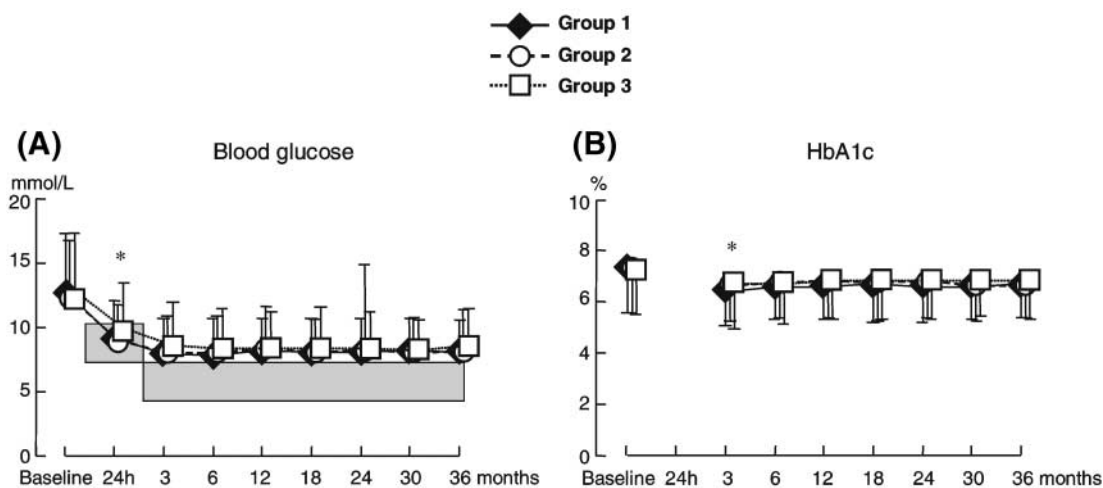 Group 1
Group 2
Group 3
(A)
Blood glucose
mmol/L
20
15
10
5
0
*
Baseline 24h 3 6 12 18 24 30 36 months
(B)
HbA1c
%
10
8
6
4
2
0
*
Baseline 24h 3 6 12 18 24 30 36 months